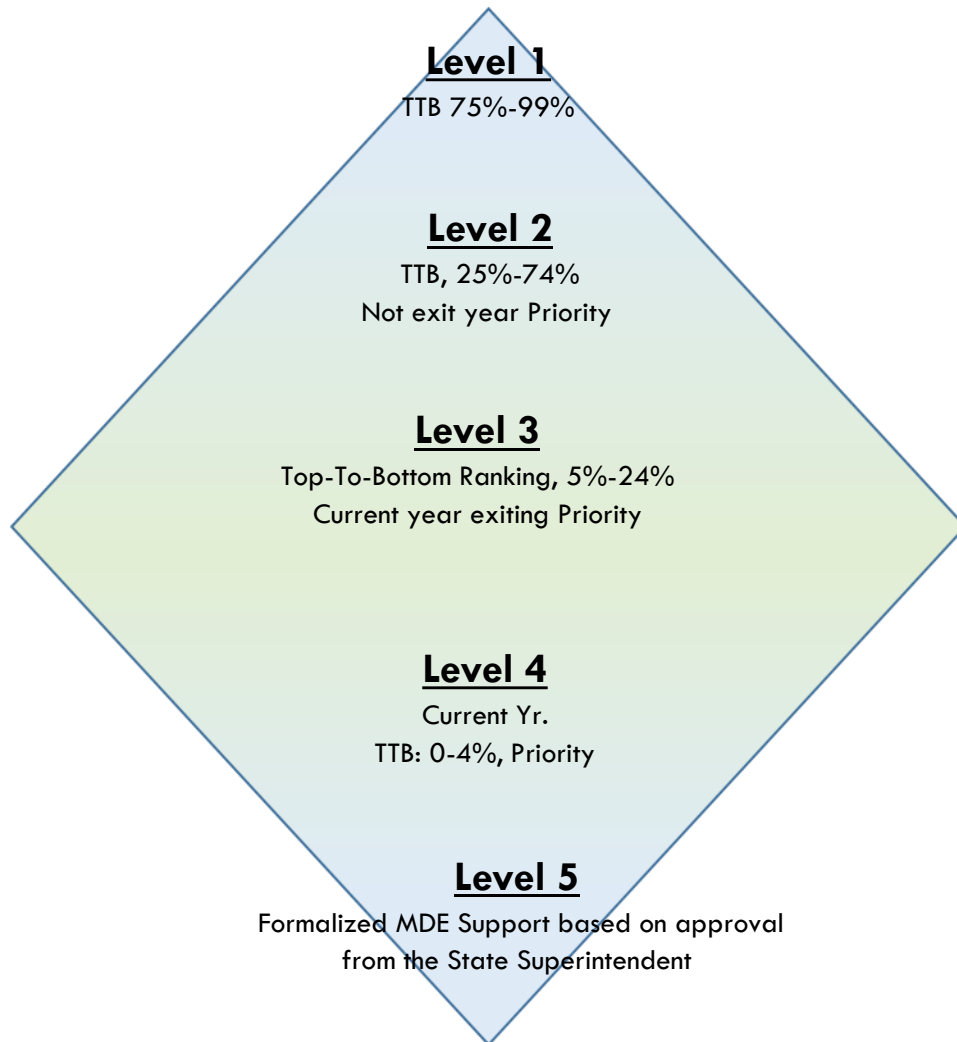 Level 1
TTB 75%-99%
Level 2
TTB, 25%-74%
Not exit year Priority
Level 3
Top-To-Bottom Ranking, 5%-24%
Current year exiting Priority
Level 4
Current Yr.
TTB: 0-4%, Priority
Level 5
Formalized MDE Support based on approval
from the State Superintendent